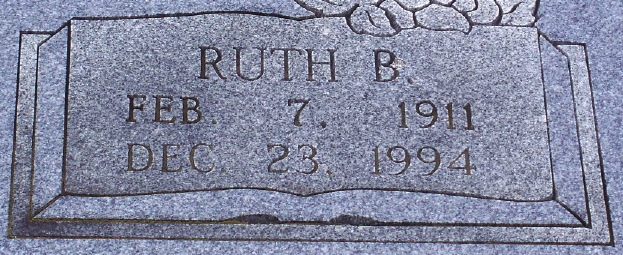 RUTH B.
FEB. 7. 1911
DEC. 23. 1994